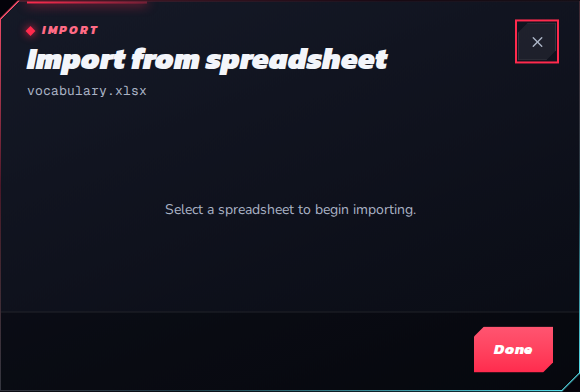 IMPORT
Import from spreadsheet
vocabulary.xlsx
Select a spreadsheet to begin importing.
Done